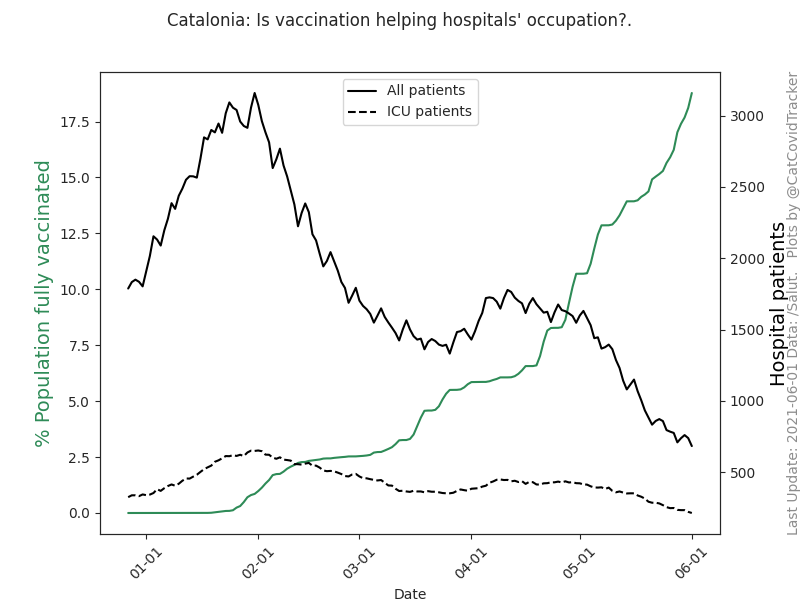 Catalonia: Is vaccination helping hospitals' occupation?.
All patients
ICU patients
% Population fully vaccinated
17.5
15.0
12.5
10.0
7.5
5.0
2.5
0.0
3000
2500
2000
1500
1000
500
Hospital patients
Last Update: 2021-06-01 Data: /Salut. Plots by @CatCovidTracker
01-01
02-01
03-01
04-01
05-01
06-01
Date